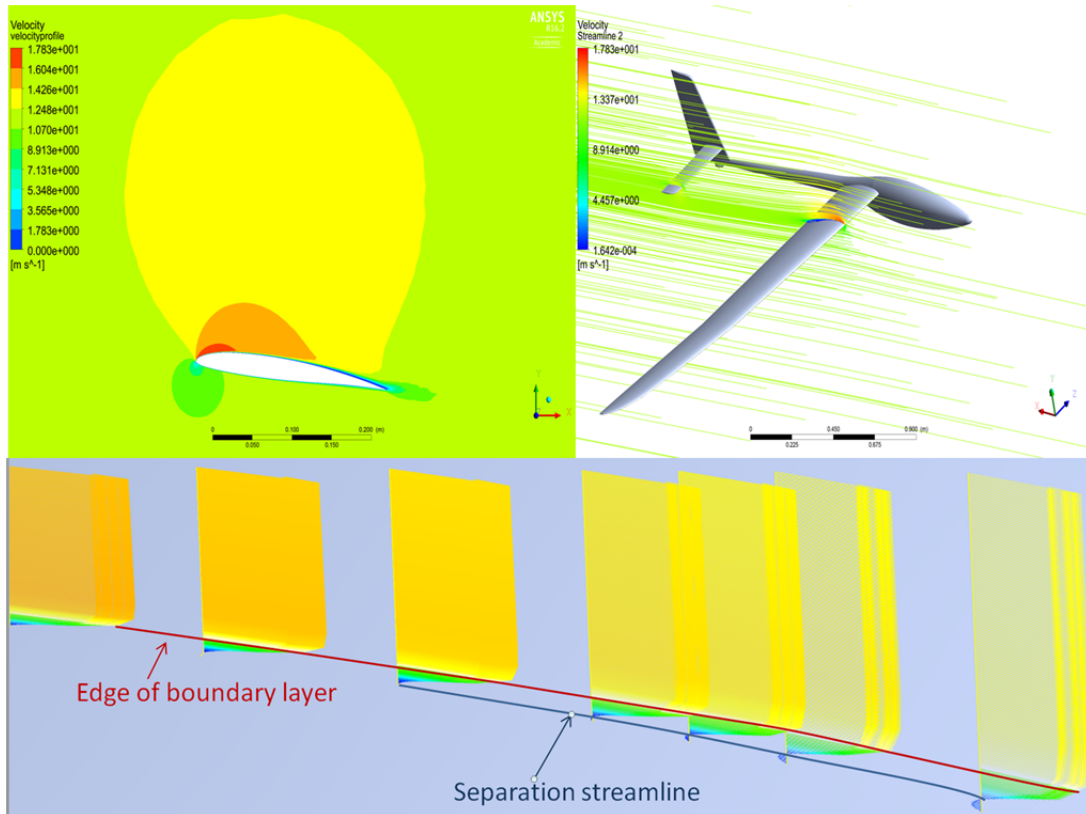 Velocity
velocityprofile
1.783e+001
1.604e+001
1.426e+001
1.248e+001
1.070e+001
8.913e+000
7.131e+000
5.348e+000
3.565e+000
1.783e+000
0.000e+000
[m s^-1]
ANSYS
Academic
Y
X
0 0.100 0.200 (m)
0.050 0.150
Velocity
Streamline 2
1.783e+001
1.337e+001
8.914e+000
4.457e+000
1.642e-004
[m s^-1]
Y
X
Z
0 0.450 0.900 (m)
0.225 0.675
Edge of boundary layer
Separation streamline